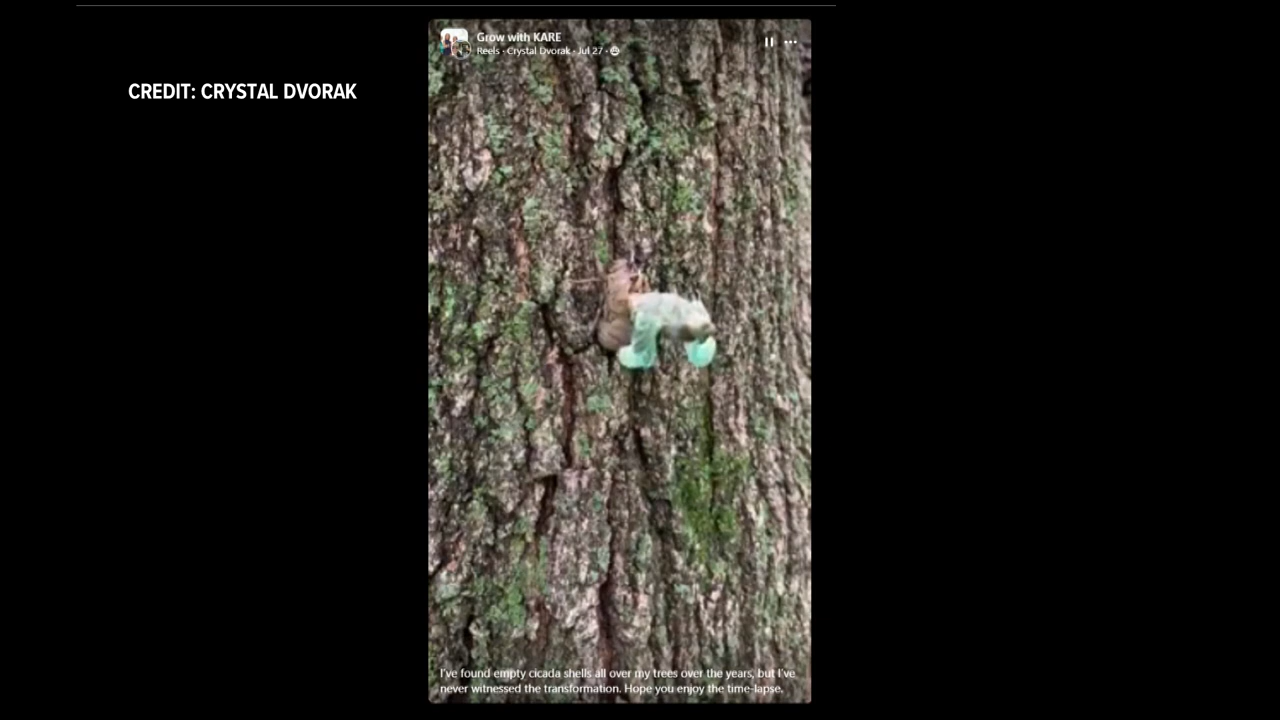 Grow with KARE
Reels · Crystal Dvorak · Jul 27 ·
CREDIT: CRYSTAL DVORAK
I've found empty cicada shells all over my trees over the years, but I've
never witnessed the transformation. Hope you enjoy the time-lapse.